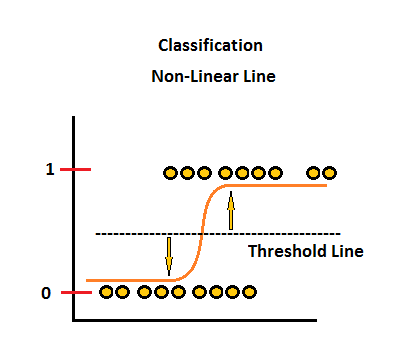 Classification
Non-Linear Line
1
Threshold Line
0